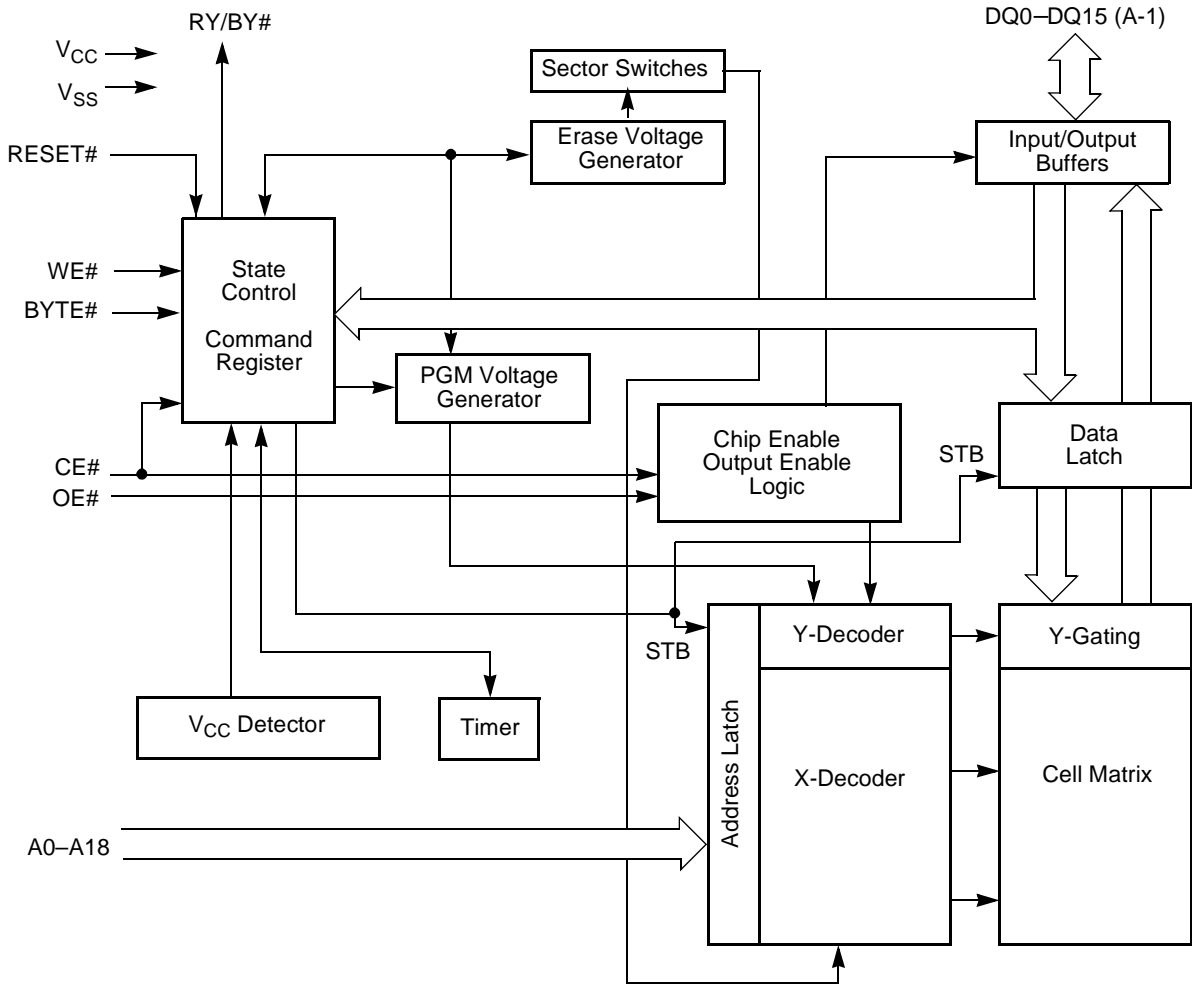 RY/BY#
DQ0–DQ15 (A-1)
VCC
VSS
Sector Switches
RESET#
Erase Voltage
Generator
Input/Output
Buffers
WE#
BYTE#
State
Control
Command
Register
PGM Voltage
Generator
Chip Enable
Output Enable
Logic
STB
Data
Latch
CE#
OE#
STB
Y-Decoder
Y-Gating
VCC Detector
Timer
Address Latch
X-Decoder
Cell Matrix
A0–A18